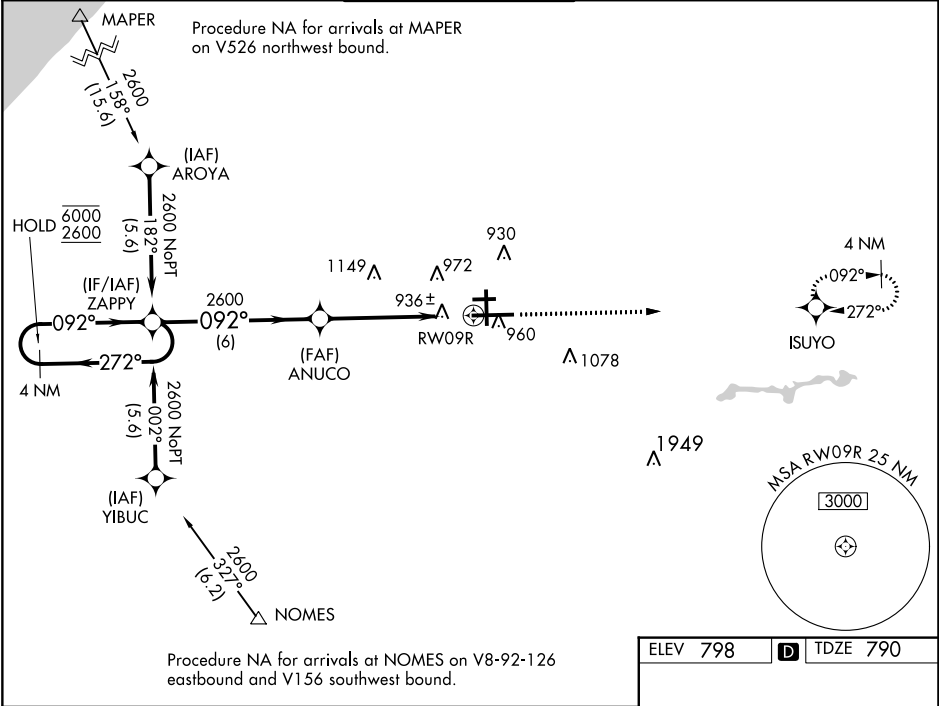 MAPER
Procedure NA for arrivals at MAPER
on V526 northwest bound.
2600
158°
(15.6)
(IAF)
AROYA
2600 NoPT
182°
(5.6)
HOLD 6000
2600
(IF/IAF)
ZAPPY
092°
272°
4 NM
2600
092°
(6)
(FAF)
ANUCO
1149
972
930
936±
RW09R
960
1078
4 NM
092°
272°
ISUYO
2600 NoPT
002°
(5.6)
(IAF)
YIBUC
2600
327°
(6.2)
NOMES
1949
MSA RW09R 25 NM
3000
Procedure NA for arrivals at NOMES on V8-92-126
eastbound and V156 southwest bound.
ELEV 798 D TDZE 790